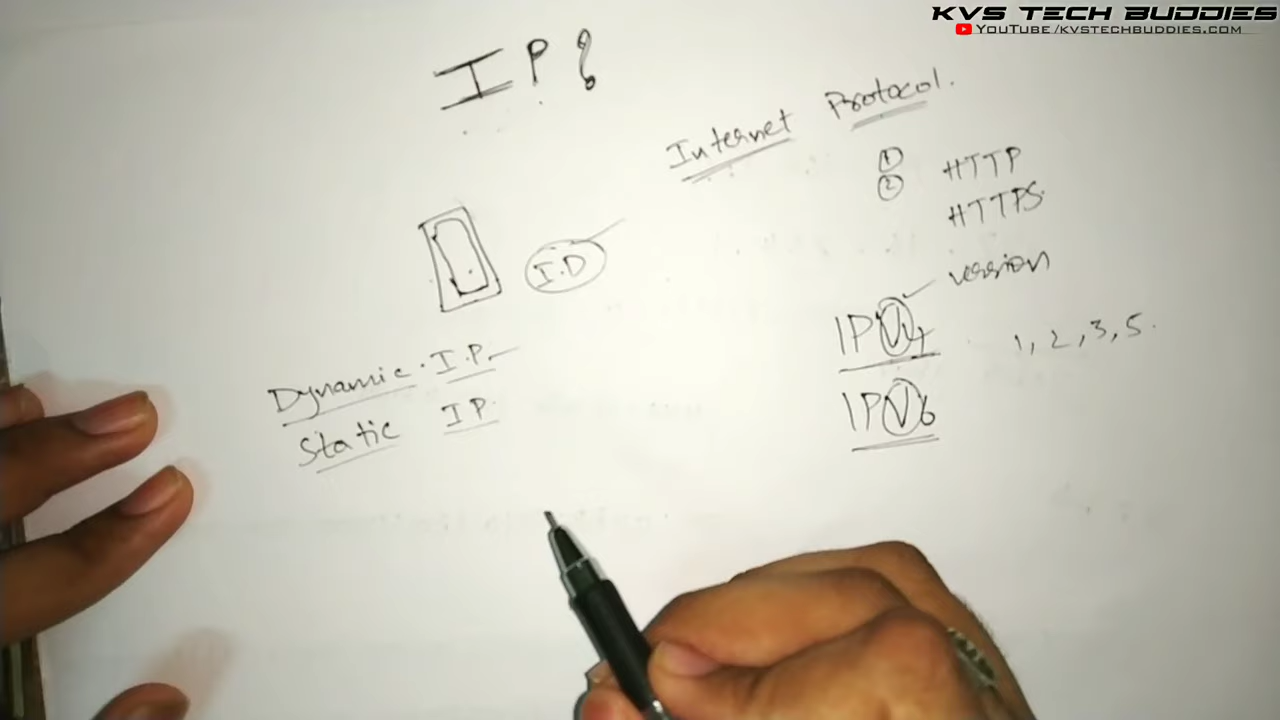 KVS TECH BUDDIES
YOUTUBE/KVSTECHBUDDIES.COM
IP?
Internet Protocol.
① HTTP
② HTTPS.
I.D
version
IPV4 1, 2, 3, 5.
IPV6
Dynamic. I.P.
Static IP.